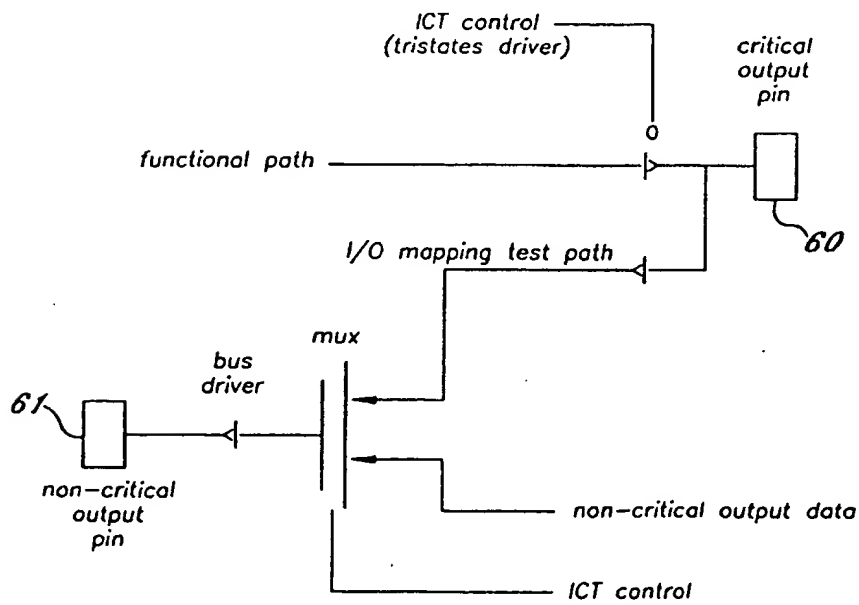 ICT control
(tristates driver)
critical
output
pin
functional path
60
I/O mapping test path
mux
bus
driver
61
non-critical
output
pin
non-critical output data
ICT control